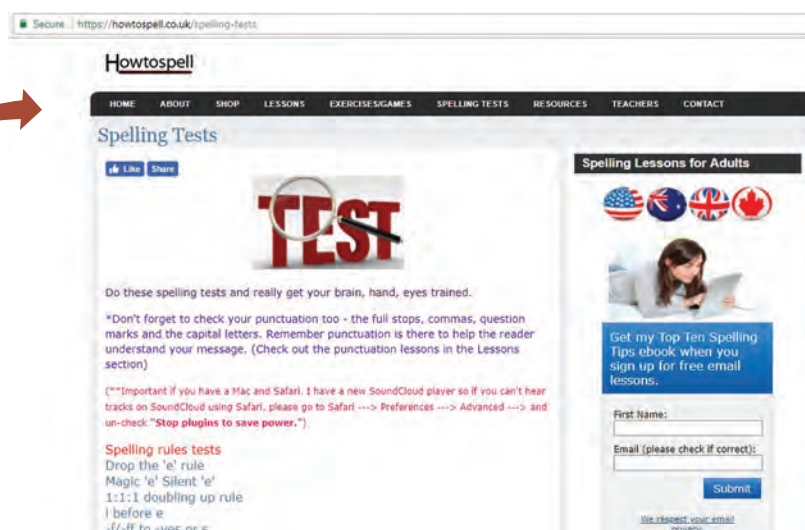 Secure https://howtospell.co.uk/spelling-tests
Howtospell
HOME ABOUT SHOP LESSONS EXERCISES/GAMES SPELLING TESTS RESOURCES TEACHERS CONTACT
Spelling Tests
Like Share
TEST
Do these spelling tests and really get your brain, hand, eyes trained.
*Don't forget to check your punctuation too - the full stops, commas, question
marks and the capital letters. Remember punctuation is there to help the reader
understand your message. (Check out the punctuation lessons in the Lessons
section)
(**Important if you have a Mac and Safari. I have a new SoundCloud player so if you can't hear
tracks on SoundCloud using Safari, please go to Safari ---> Preferences ---> Advanced ---> and
un-check "Stop plugins to save power.")
Spelling rules tests
Drop the 'e' rule
Magic 'e' Silent 'e'
1:1:1 doubling up rule
i before e
-f/-ff to -ves or s
Spelling Lessons for Adults
Get my Top Ten Spelling
Tips ebook when you
sign up for free email
lessons.
First Name:
Email (please check if correct):
Submit
We respect your email
privacy